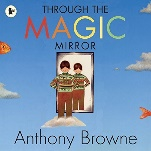 THROUGH THE
MAGIC
MIRROR
Anthony Browne